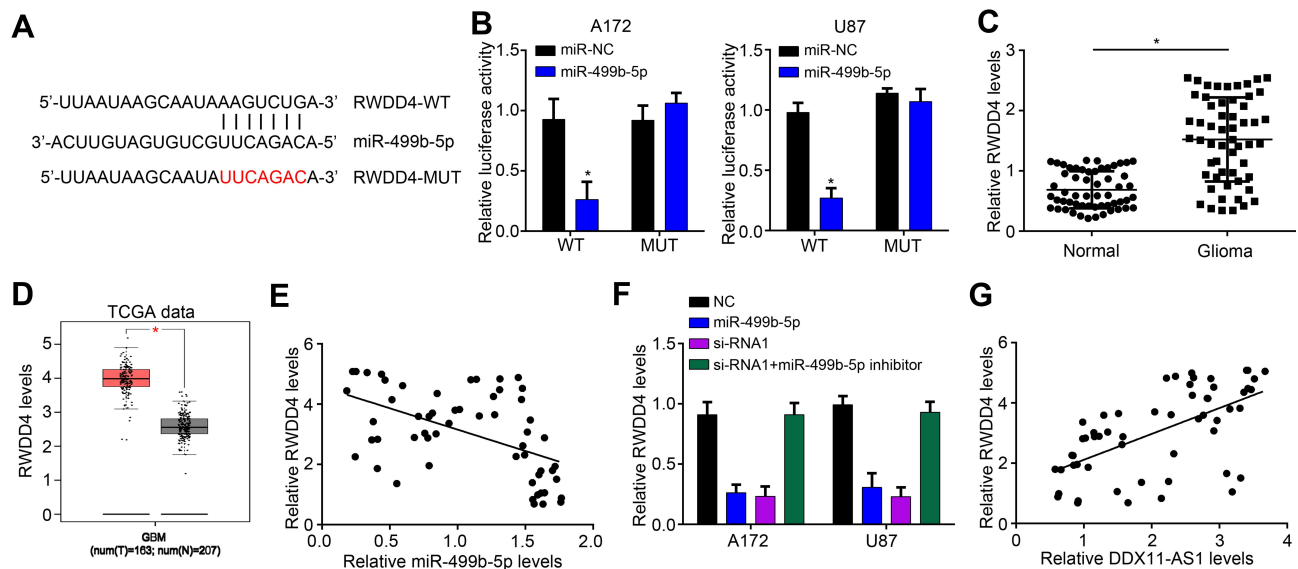 A
5’-UUAAUAAGCAAUAAAGUCUGA-3’ RWDD4-WT
3’-ACUUGUAGUGUCGUUCAGACA-5’ miR-499b-5p
5’-UUAAUAAGCAAUAUUCAGACA-3’ RWDD4-MUT
B
A172
Relative luciferase activity
1.5
1.0
0.5
0.0
miR-NC
miR-499b-5p
*
WT MUT
U87
Relative luciferase activity
1.5
1.0
0.5
0.0
miR-NC
miR-499b-5p
*
WT MUT
C
Relative RWDD4 levels
3
2
1
0
*
Normal Glioma
D
TCGA data
RWDD4 levels
5
4
3
2
1
0
*
GBM
(num(T)=163; num(N)=207)
E
Relative RWDD4 levels
6
4
2
0
0.0 0.5 1.0 1.5 2.0
Relative miR-499b-5p levels
F
NC
miR-499b-5p
si-RNA1
si-RNA1+miR-499b-5p inhibitor
Relative RWDD4 levels
1.5
1.0
0.5
0.0
A172 U87
G
Relative RWDD4 levels
6
4
2
0
0 1 2 3 4
Relative DDX11-AS1 levels